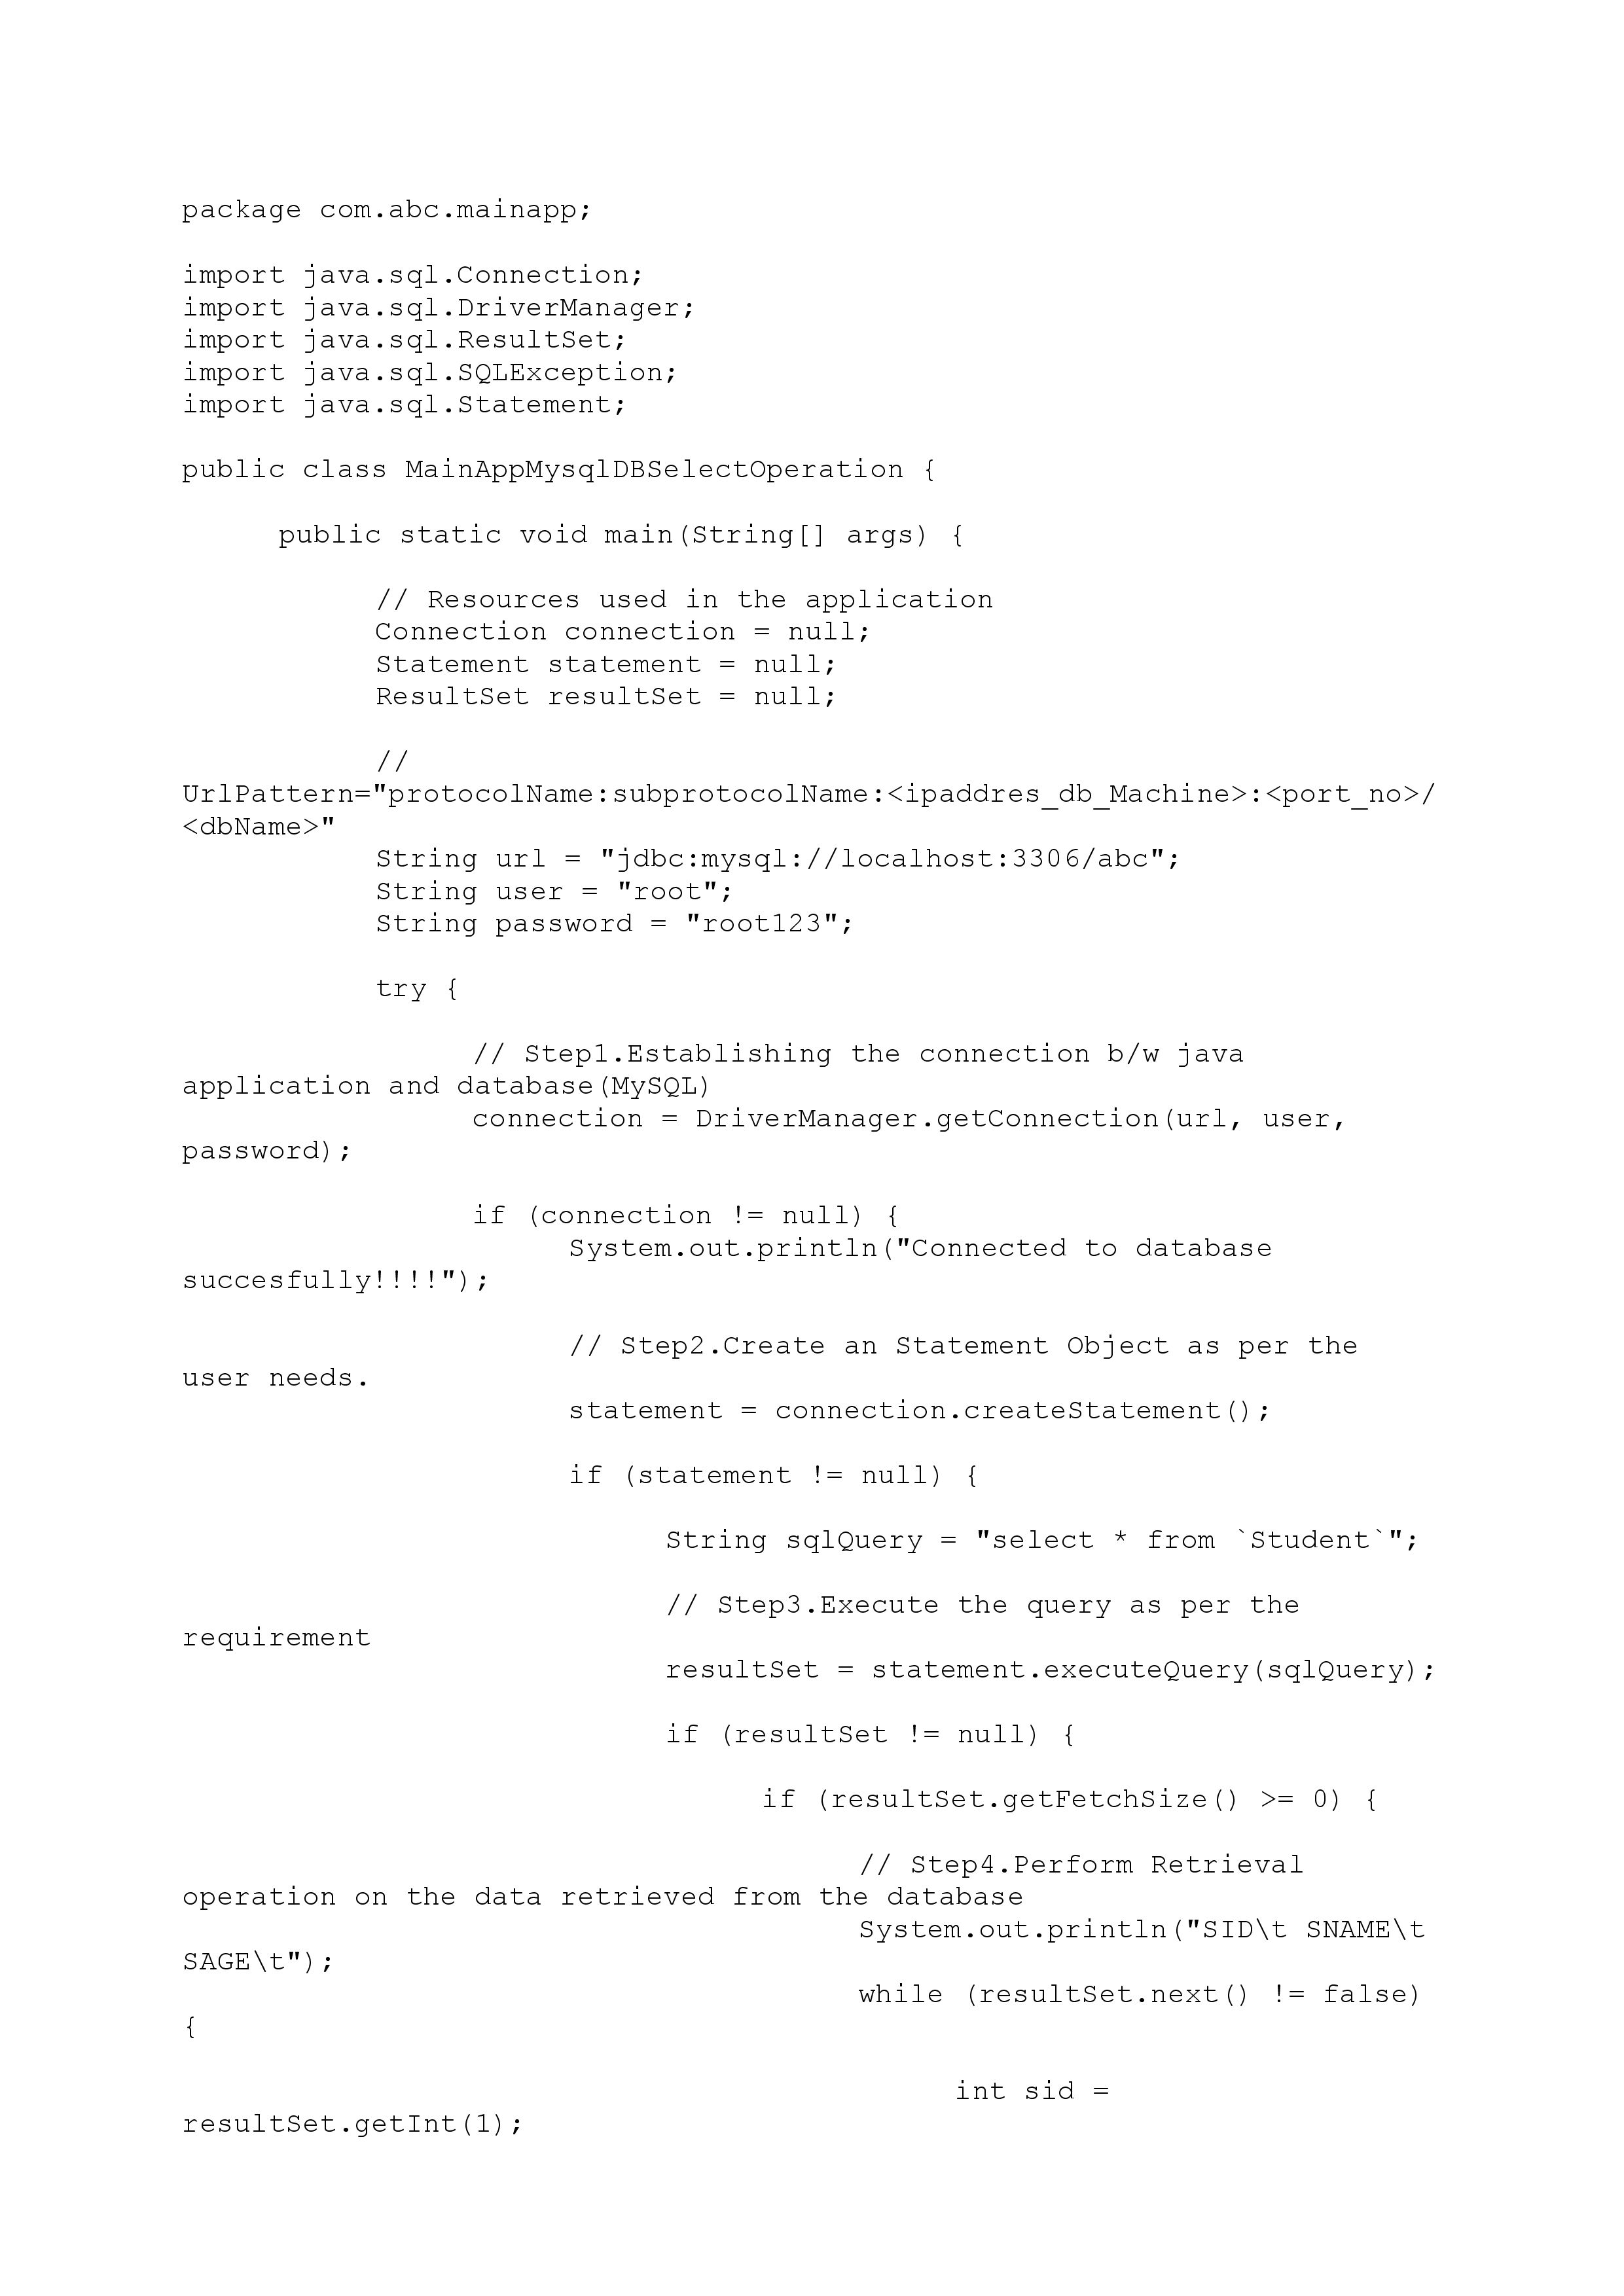 package com.abc.mainapp;
import java.sql.Connection;
import java.sql.DriverManager;
import java.sql.ResultSet;
import java.sql.SQLException;
import java.sql.Statement;
public class MainAppMysqlDBSelectOperation {
public static void main(String[] args) {
// Resources used in the application
Connection connection = null;
Statement statement = null;
ResultSet resultSet = null;
//
UrlPattern="protocolName:subprotocolName:<ipaddres_db_Machine>:<port_no>/
<dbName>"
String url = "jdbc:mysql://localhost:3306/abc";
String user = "root";
String password = "root123";
try {
// Step1.Establishing the connection b/w java
application and database(MySQL)
connection = DriverManager.getConnection(url, user,
password);
if (connection != null) {
System.out.println("Connected to database
succesfully!!!!");
// Step2.Create an Statement Object as per the
user needs.
statement = connection.createStatement();
if (statement != null) {
String sqlQuery = "select * from `Student`";
// Step3.Execute the query as per the
requirement
resultSet = statement.executeQuery(sqlQuery);
if (resultSet != null) {
if (resultSet.getFetchSize() >= 0) {
// Step4.Perform Retrieval
operation on the data retrieved from the database
System.out.println("SID\t SNAME\t
SAGE\t");
while (resultSet.next() != false)
{
int sid =
resultSet.getInt(1);